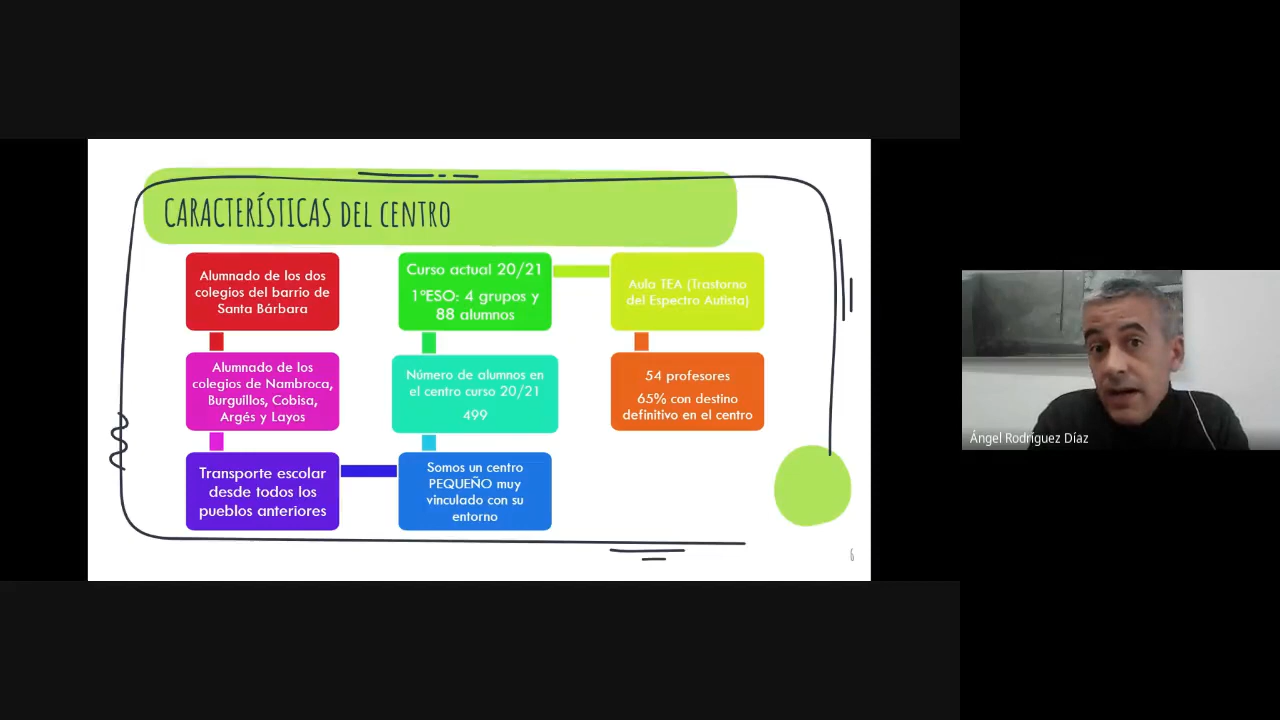 CARACTERÍSTICAS DEL CENTRO
Alumnado de los dos
colegios del barrio de
Santa Bárbara
Alumnado de los
colegios de Nambroca,
Burguillos, Cobisa,
Argés y Layos
Transporte escolar
desde todos los
pueblos anteriores
Somos un centro
PEQUEÑO muy
vinculado con su
entorno
Número de alumnos en
el centro curso 20/21
499
Curso actual 20/21
1ºESO: 4 grupos y
88 alumnos
Aula TEA (Trastorno
del Espectro Autista)
54 profesores
65% con destino
definitivo en el centro
6
Ángel Rodríguez Díaz